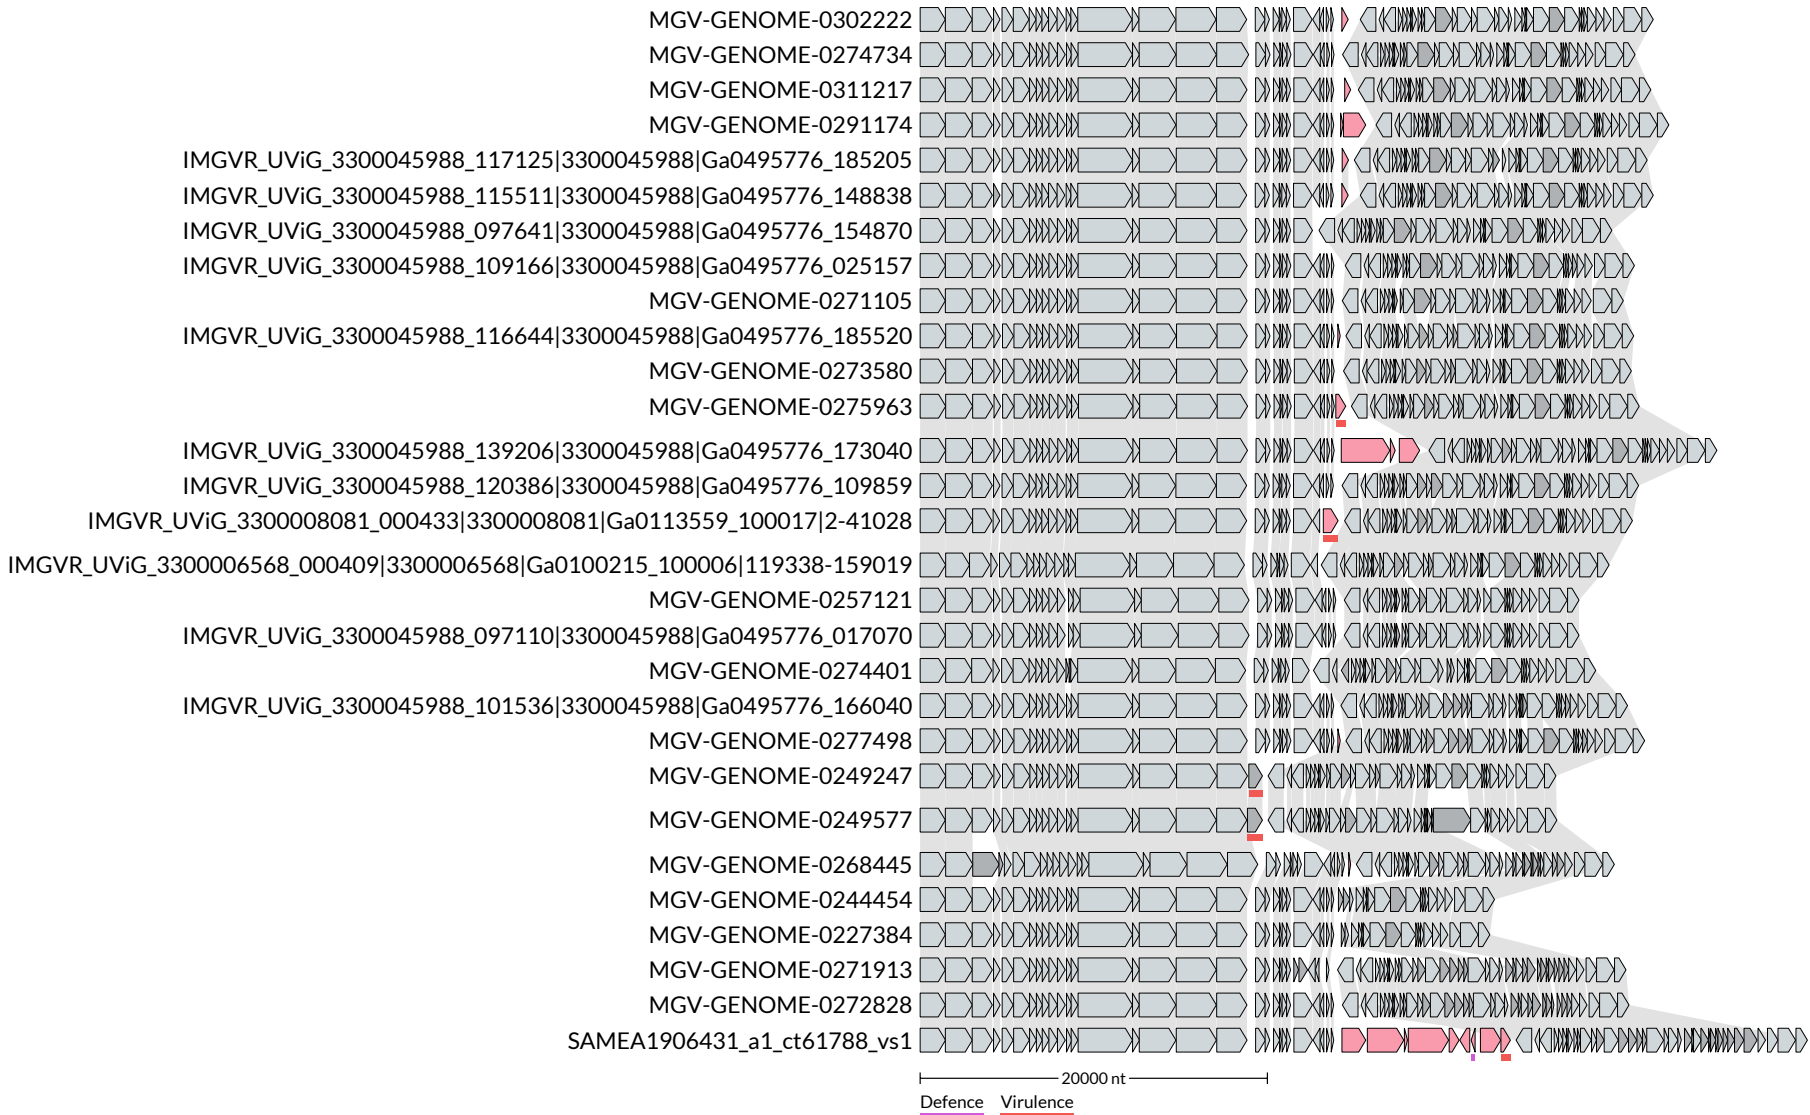 MGV-GENOME-0302222
MGV-GENOME-0274734
MGV-GENOME-0311217
MGV-GENOME-0291174
IMGVR_UViG_3300045988_117125|3300045988|Ga0495776_185205
IMGVR_UViG_3300045988_115511|3300045988|Ga0495776_148838
IMGVR_UViG_3300045988_097641|3300045988|Ga0495776_154870
IMGVR_UViG_3300045988_109166|3300045988|Ga0495776_025157
MGV-GENOME-0271105
IMGVR_UViG_3300045988_116644|3300045988|Ga0495776_185520
MGV-GENOME-0273580
MGV-GENOME-0275963
IMGVR_UViG_3300045988_139206|3300045988|Ga0495776_173040
IMGVR_UViG_3300045988_120386|3300045988|Ga0495776_109859
IMGVR_UViG_3300008081_000433|3300008081|Ga0113559_100017|2-41028
IMGVR_UViG_3300006568_000409|3300006568|Ga0100215_100006|119338-159019
MGV-GENOME-0257121
IMGVR_UViG_3300045988_097110|3300045988|Ga0495776_017070
MGV-GENOME-0274401
IMGVR_UViG_3300045988_101536|3300045988|Ga0495776_166040
MGV-GENOME-0277498
MGV-GENOME-0249247
MGV-GENOME-0249577
MGV-GENOME-0268445
MGV-GENOME-0244454
MGV-GENOME-0227384
MGV-GENOME-0271913
MGV-GENOME-0272828
SAMEA1906431_a1_ct61788_vs1
20000 nt
Defence Virulence